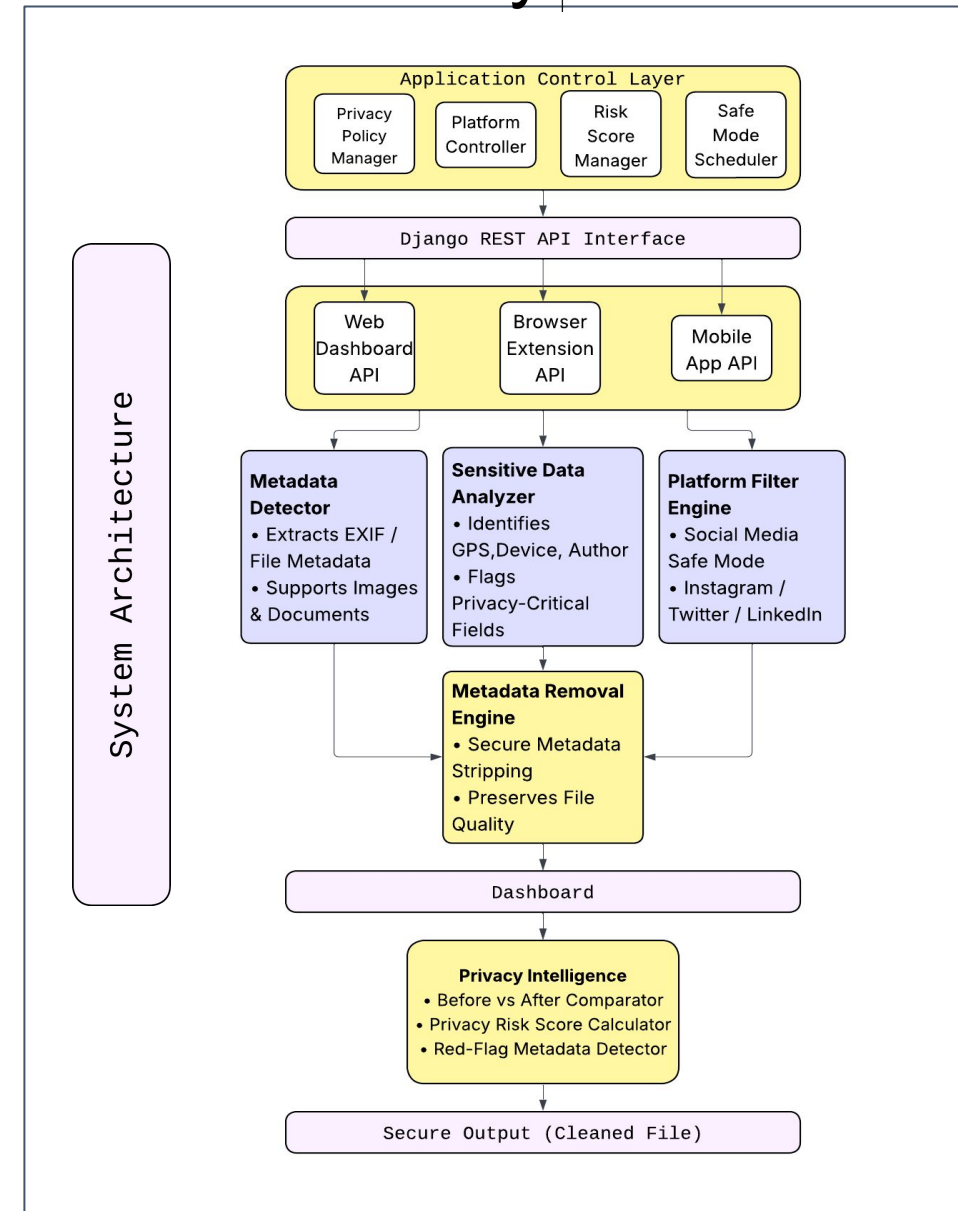 Application Control Layer
Privacy
Policy
Manager
Platform
Controller
Risk
Score
Manager
Safe
Mode
Scheduler
Django REST API Interface
Web
Dashboard
API
Browser
Extension
API
Mobile
App API
System Architecture
Metadata
Detector
• Extracts EXIF /
File Metadata
• Supports Images
& Documents
Sensitive Data
Analyzer
• Identifies
GPS,Device, Author
• Flags
Privacy-Critical
Fields
Platform Filter
Engine
• Social Media
Safe Mode
• Instagram /
Twitter / LinkedIn
Metadata Removal
Engine
• Secure Metadata
Stripping
• Preserves File
Quality
Dashboard
Privacy Intelligence
• Before vs After Comparator
• Privacy Risk Score Calculator
• Red-Flag Metadata Detector
Secure Output (Cleaned File)